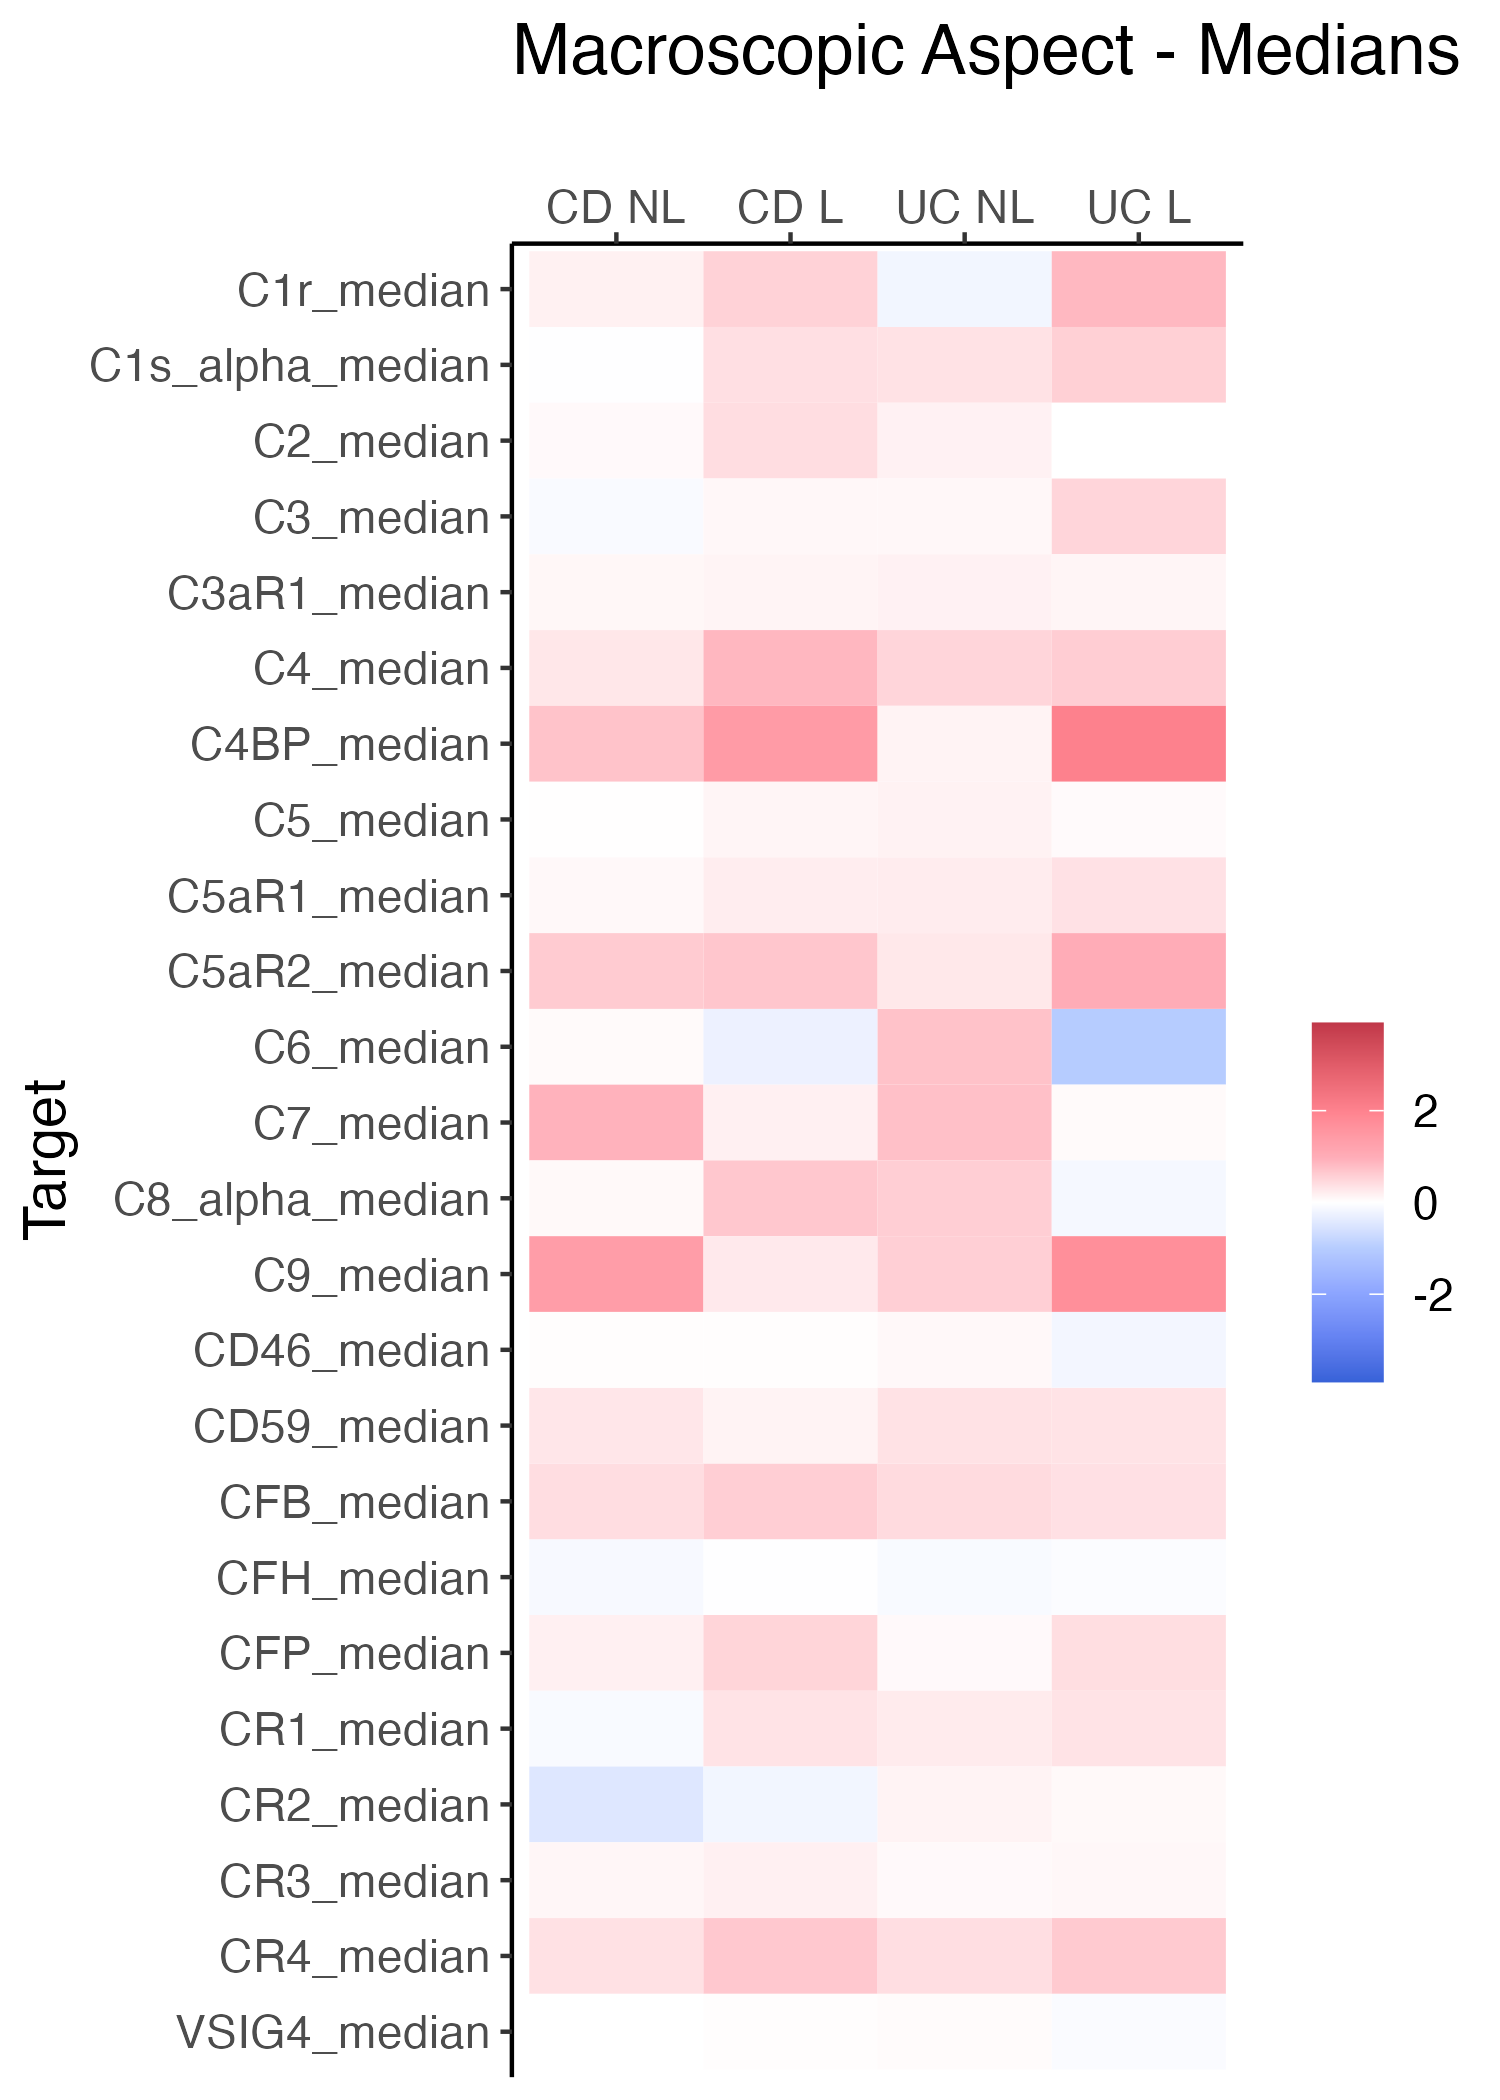 Macroscopic Aspect - Medians
CD NL CD L UC NL UC L
C1r_median
C1s_alpha_median
C2_median
C3_median
C3aR1_median
C4_median
C4BP_median
C5_median
C5aR1_median
C5aR2_median
C6_median
C7_median
C8_alpha_median
C9_median
CD46_median
CD59_median
CFB_median
CFH_median
CFP_median
CR1_median
CR2_median
CR3_median
CR4_median
VSIG4_median
Target
2
0
-2